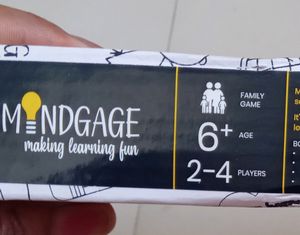 MINDGAGE
making learning fun
FAMILY
GAME
6+ AGE
2-4 PLAYERS